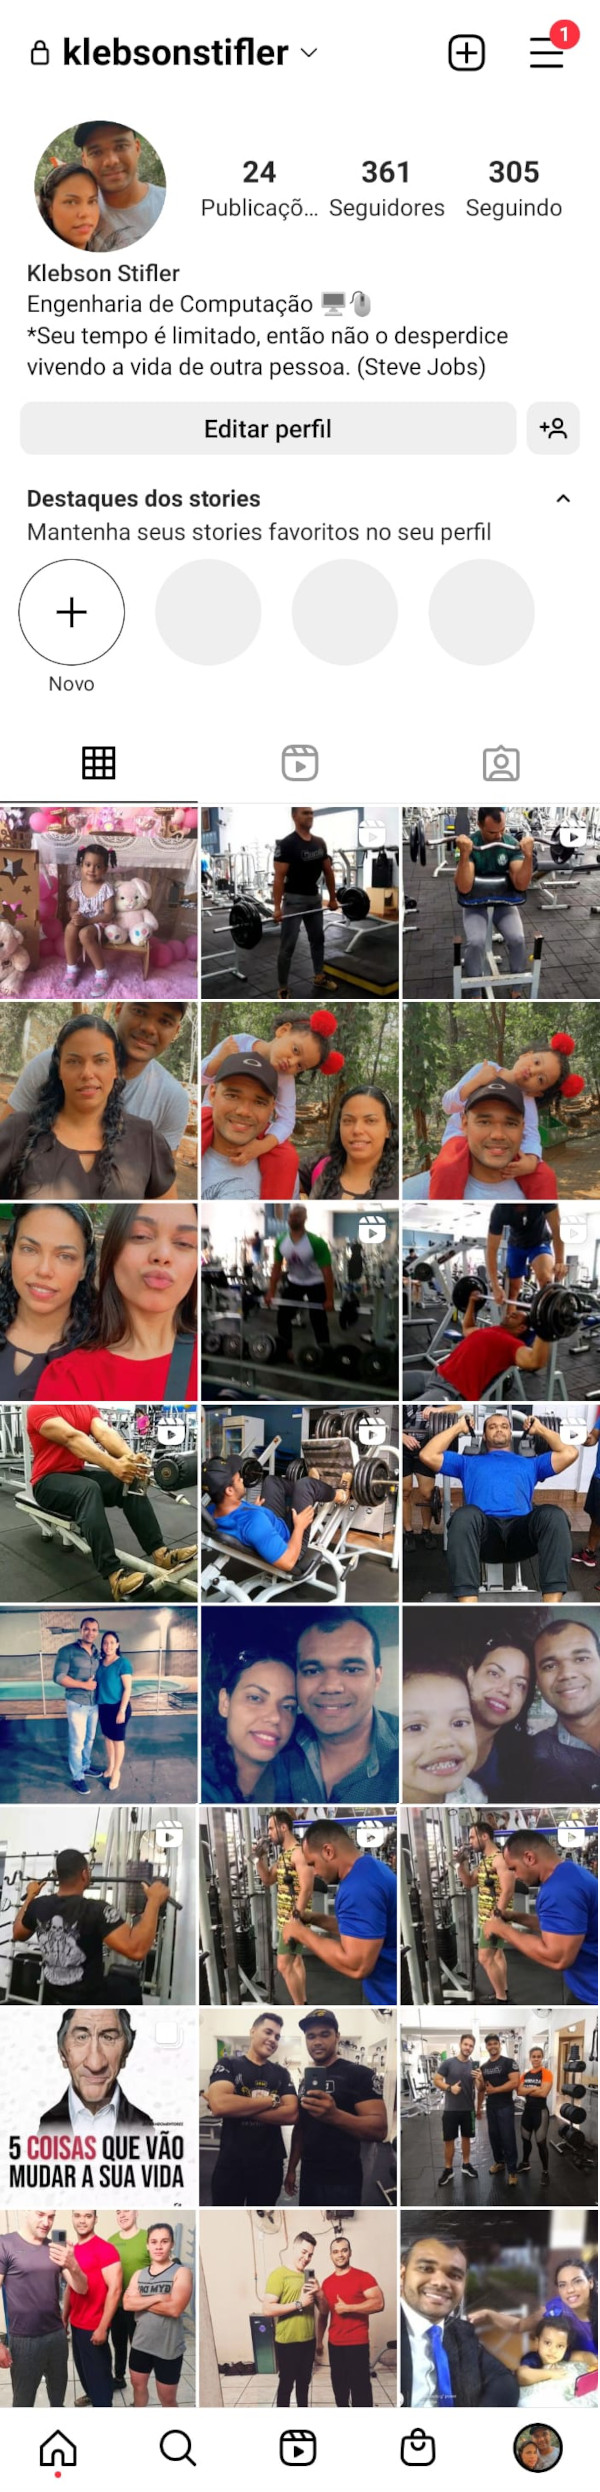 klebsonstifler
1
24
361
305
Publicaçõ...
Seguidores
Seguindo
Klebson Stifler
Engenharia de Computação
*Seu tempo é limitado, então não o desperdice
vivendo a vida de outra pessoa. (Steve Jobs)
Editar perfil
Destaques dos stories
Mantenha seus stories favoritos no seu perfil
Novo
5 COISAS QUE VÃO
MUDAR A SUA VIDA